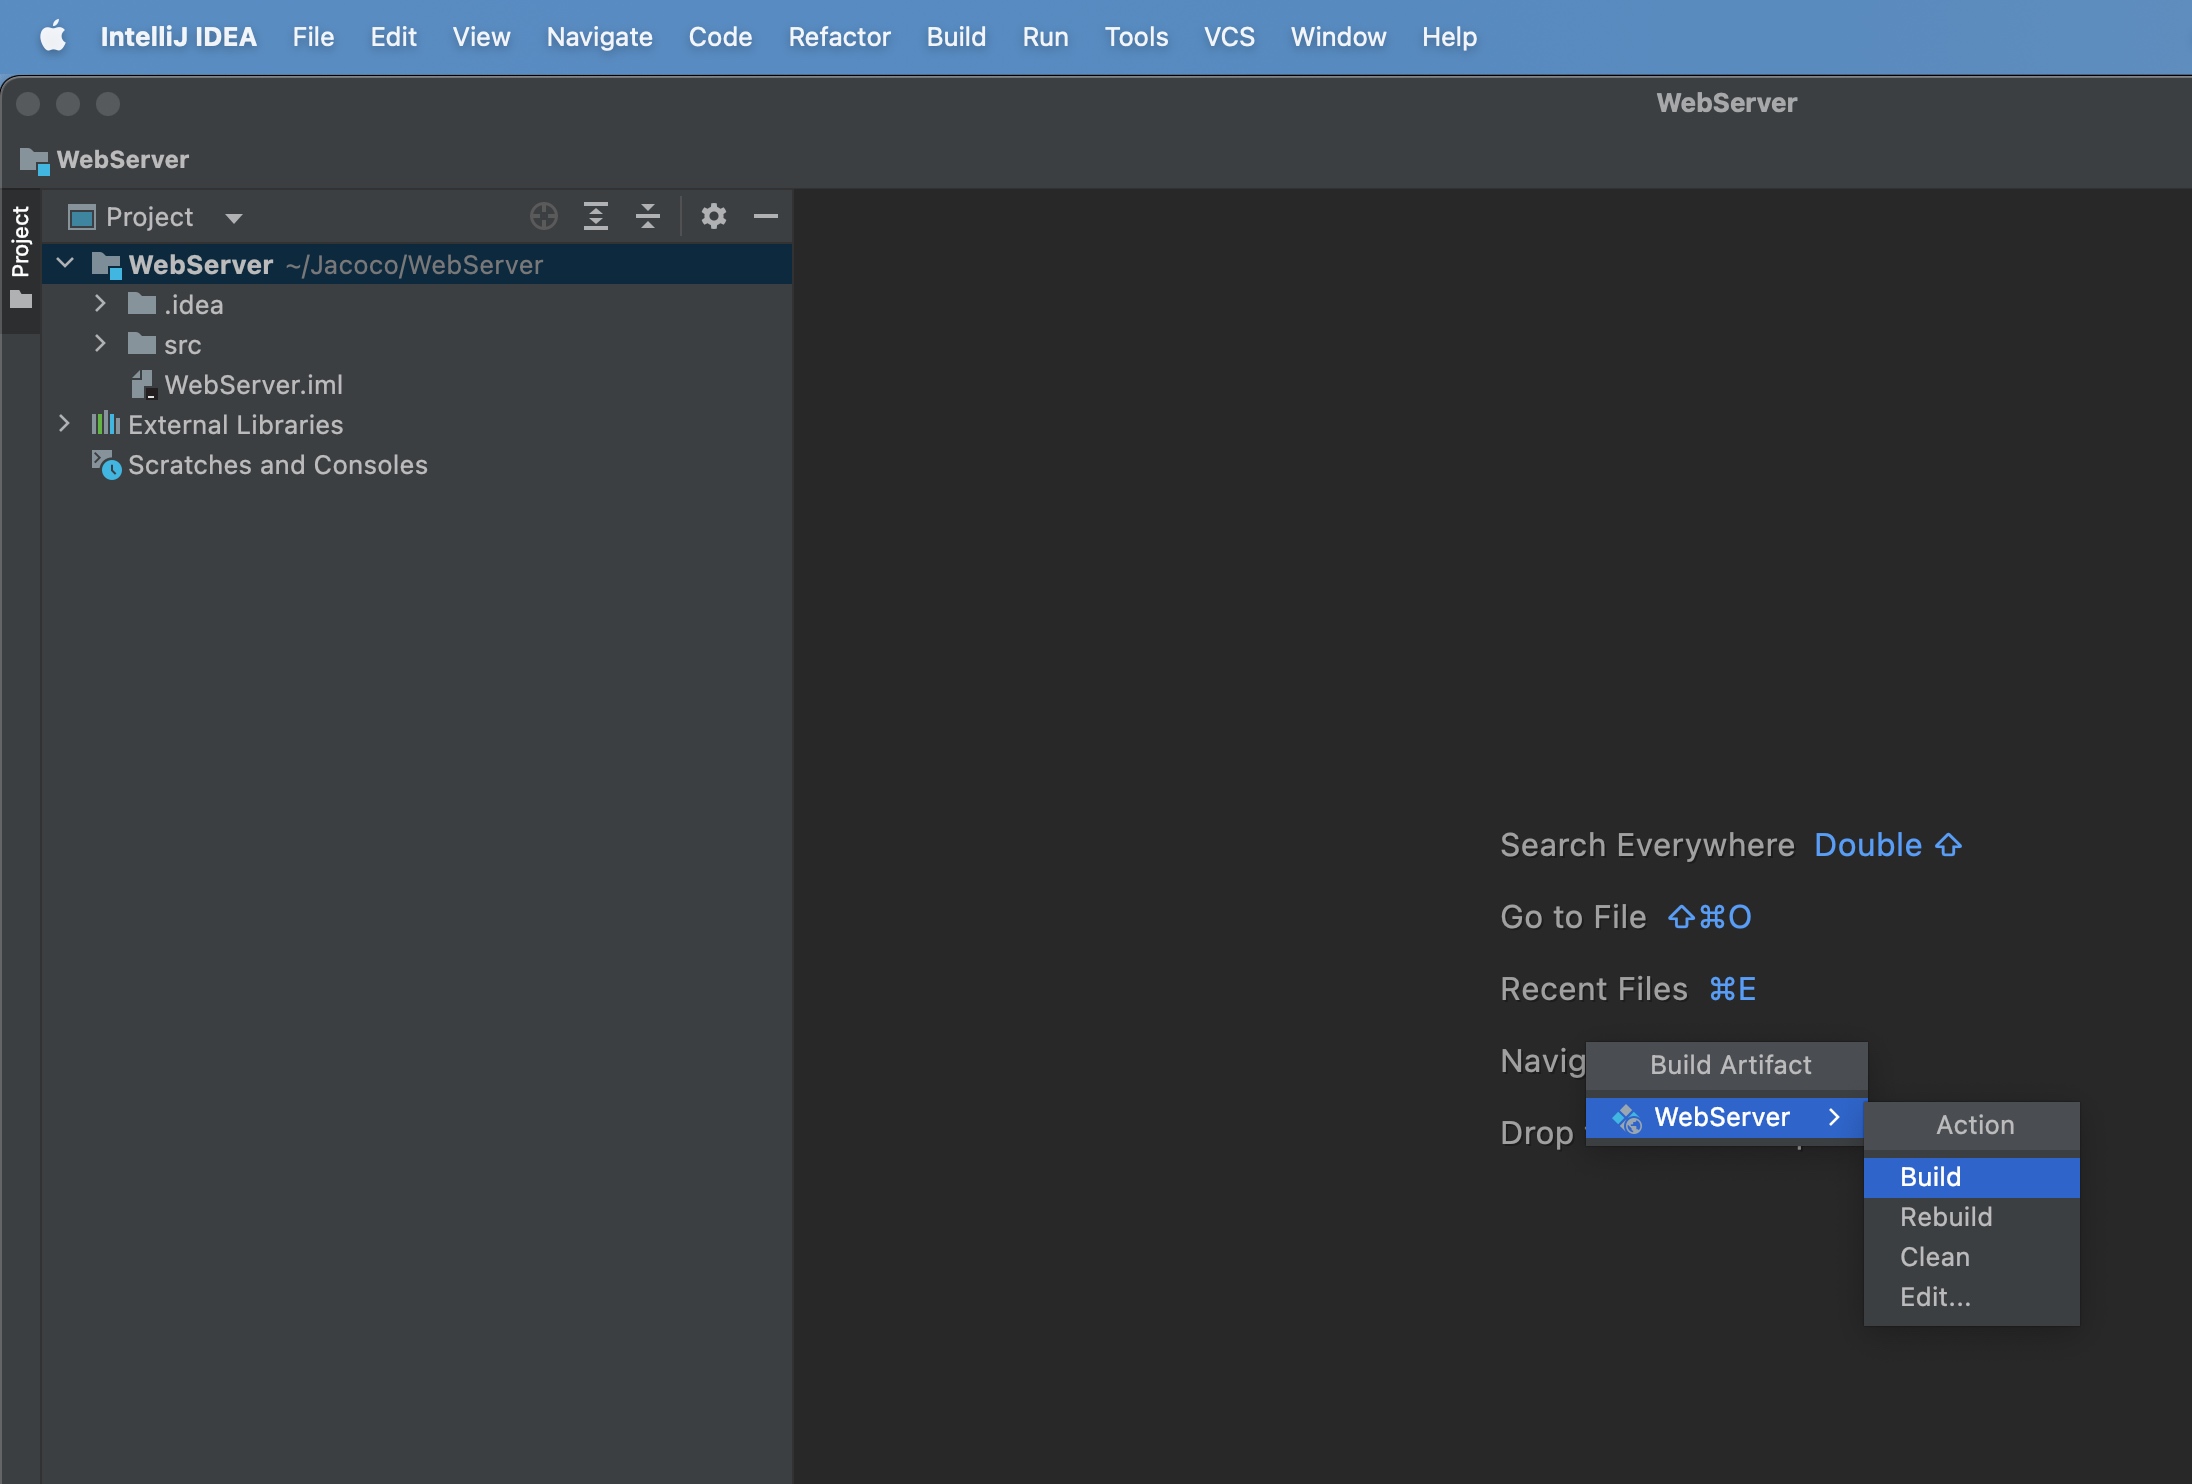 IntelliJ IDEA File Edit View Navigate Code Refactor Build Run Tools VCS Window Help
WebServer
WebServer
Project
Project
WebServer ~/Jacoco/WebServer
.idea
src
WebServer.iml
External Libraries
Scratches and Consoles
Search Everywhere Double ⇧
Go to File ⇧⌘O
Recent Files ⌘E
Navig
Drop
Build Artifact
WebServer
Action
Build
Rebuild
Clean
Edit...